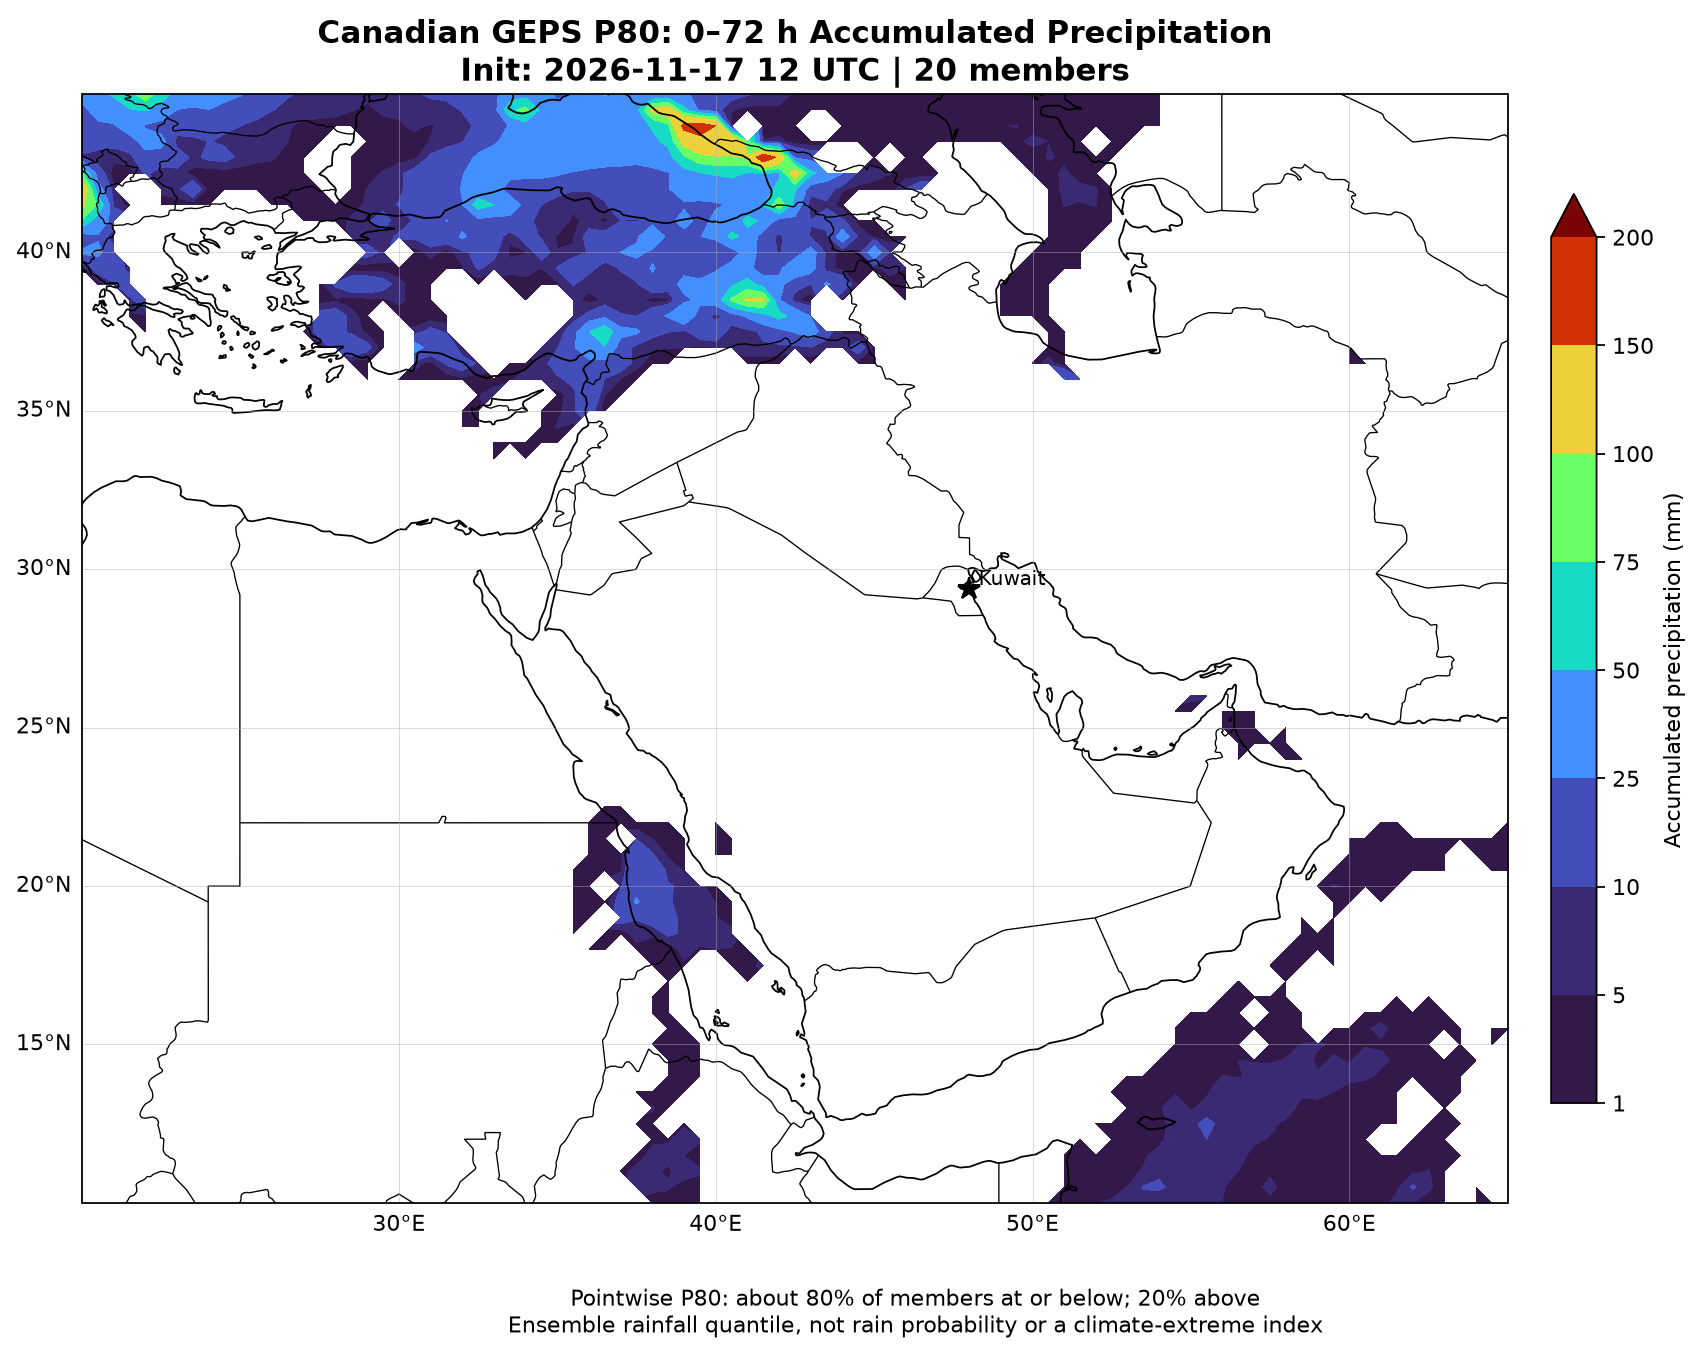 Canadian GEPS P80: 0–72 h Accumulated Precipitation
Init: 2026-11-17 12 UTC | 20 members
40°N
35°N
30°N
25°N
20°N
15°N
30°E
40°E
50°E
60°E
Kuwait
200
150
100
75
50
25
10
5
1
Accumulated precipitation (mm)
Pointwise P80: about 80% of members at or below; 20% above
Ensemble rainfall quantile, not rain probability or a climate-extreme index